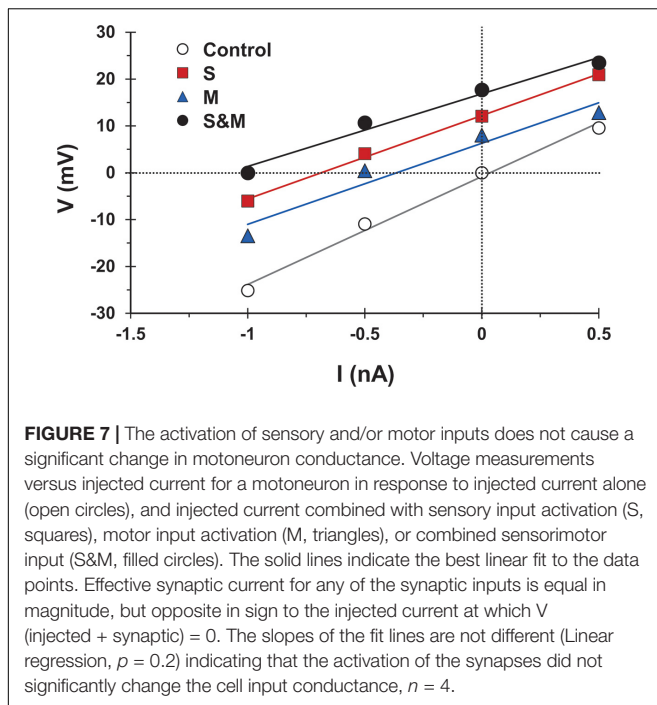 30
20
10
0
-10
-20
-30
V (mV)
Control
S
M
S&M
-1.5
-1
-0.5
0
0.5
I (nA)
FIGURE 7 | The activation of sensory and/or motor inputs does not cause a
significant change in motoneuron conductance. Voltage measurements
versus injected current for a motoneuron in response to injected current alone
(open circles), and injected current combined with sensory input activation (S,
squares), motor input activation (M, triangles), or combined sensorimotor
input (S&M, filled circles). The solid lines indicate the best linear fit to the data
points. Effective synaptic current for any of the synaptic inputs is equal in
magnitude, but opposite in sign to the injected current at which V
(injected + synaptic) = 0. The slopes of the fit lines are not different (Linear
regression, p = 0.2) indicating that the activation of the synapses did not
significantly change the cell input conductance, n = 4.